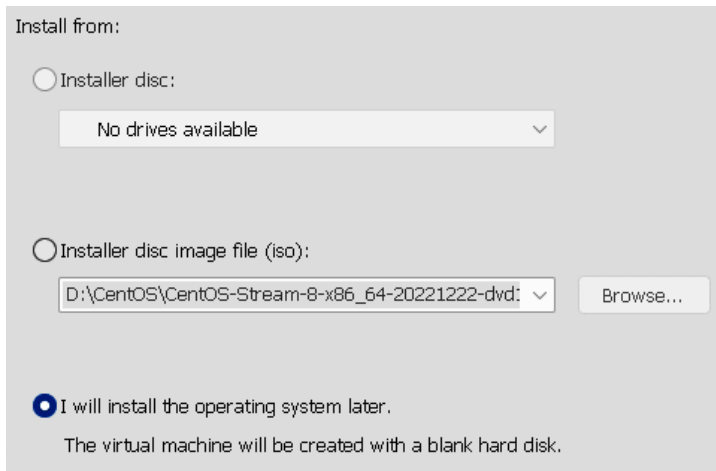 Install from:
Installer disc:
No drives available
Installer disc image file (iso):
D:\CentOS\CentOS-Stream-8-x86_64-20221222-dvd1
Browse...
I will install the operating system later.
The virtual machine will be created with a blank hard disk.